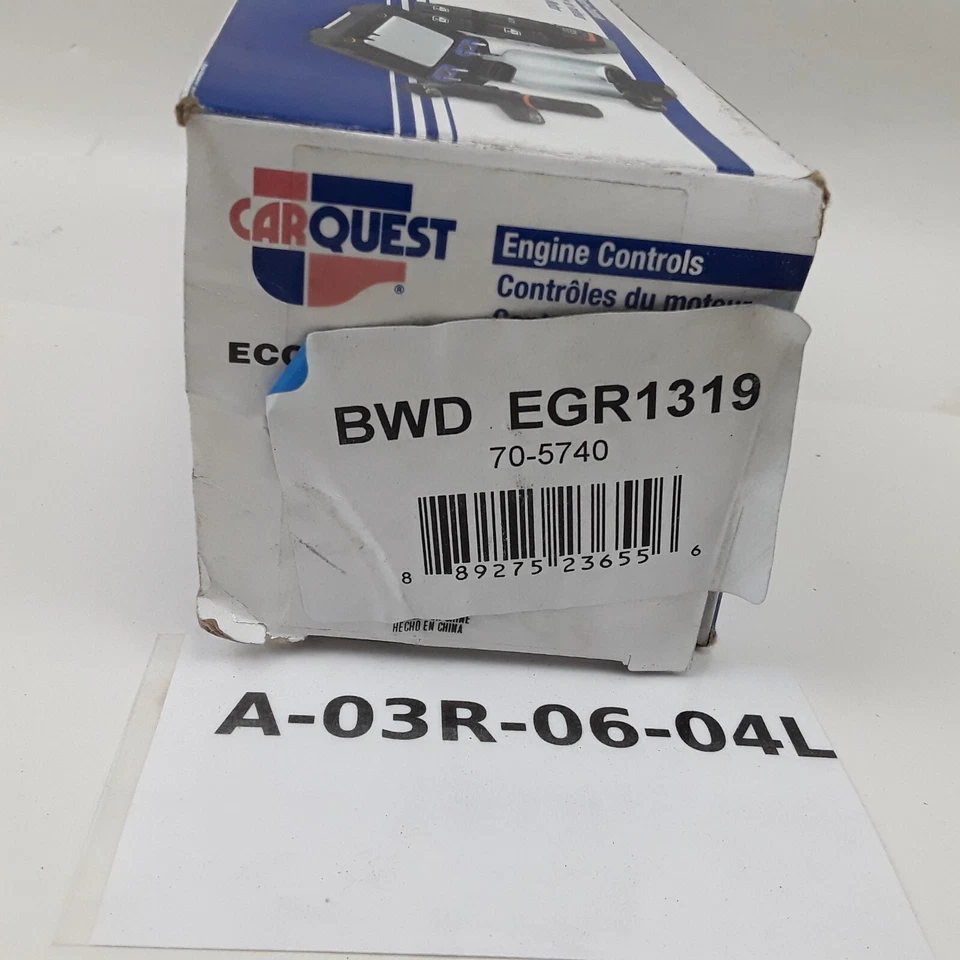 CARQUEST
®
Engine Controls
Contrôles du moteur
BWD EGR1319
70-5740
8 89275 23655 6
HECHO EN CHINA
A-03R-06-04L